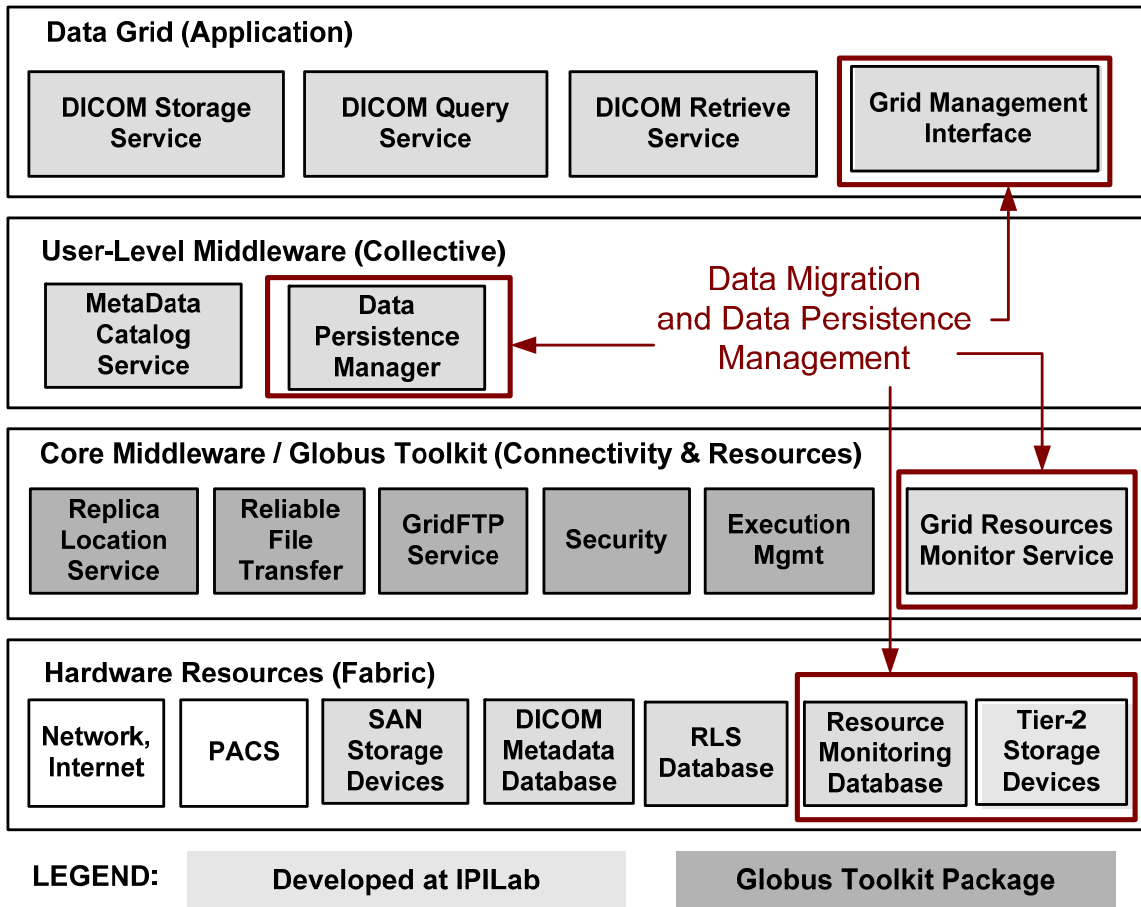 Data Grid (Application)
DICOM Storage
Service
DICOM Query
Service
DICOM Retrieve
Service
Grid Management
Interface
User-Level Middleware (Collective)
MetaData
Catalog
Service
Data
Persistence
Manager
Data Migration
and Data Persistence
Management
Core Middleware / Globus Toolkit (Connectivity & Resources)
Replica
Location
Service
Reliable
File
Transfer
GridFTP
Service
Security
Execution
Mgmt
Grid Resources
Monitor Service
Hardware Resources (Fabric)
Network,
Internet
PACS
SAN
Storage
Devices
DICOM
Metadata
Database
RLS
Database
Resource
Monitoring
Database
Tier-2
Storage
Devices
LEGEND:
Developed at IPILab
Globus Toolkit Package